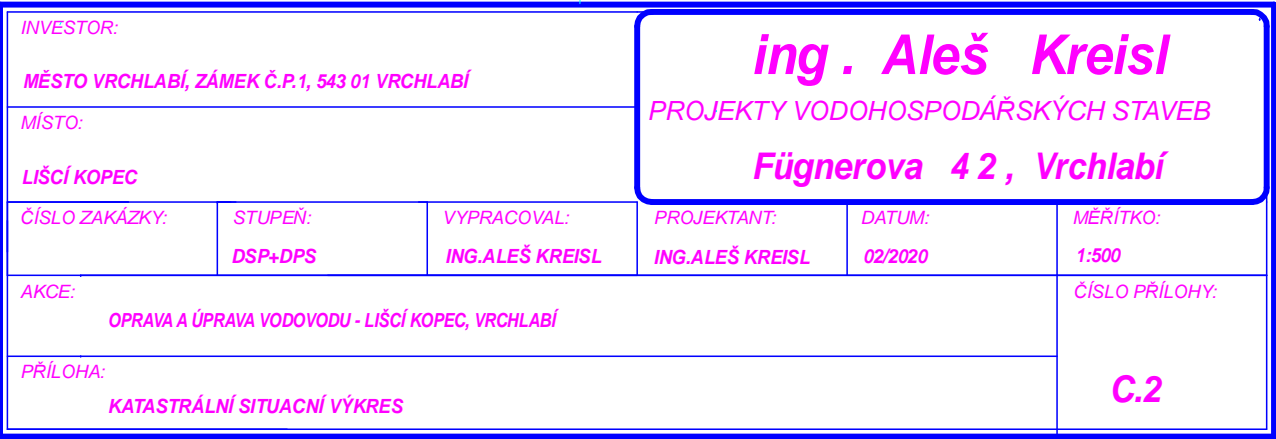 INVESTOR:
MĚSTO VRCHLABÍ, ZÁMEK Č.P.1, 543 01 VRCHLABÍ
ing . Aleš Kreisl
PROJEKTY VODOHOSPODÁŘSKÝCH STAVEB
Fügnerova 4 2 , Vrchlabí
MÍSTO:
LIŠCÍ KOPEC
ČÍSLO ZAKÁZKY:
STUPEŇ:
DSP+DPS
VYPRACOVAL:
ING.ALEŠ KREISL
PROJEKTANT:
ING.ALEŠ KREISL
DATUM:
02/2020
MĚŘÍTKO:
1:500
AKCE:
OPRAVA A ÚPRAVA VODOVODU - LIŠCÍ KOPEC, VRCHLABÍ
ČÍSLO PŘÍLOHY:
C.2
PŘÍLOHA:
KATASTRÁLNÍ SITUACNÍ VÝKRES